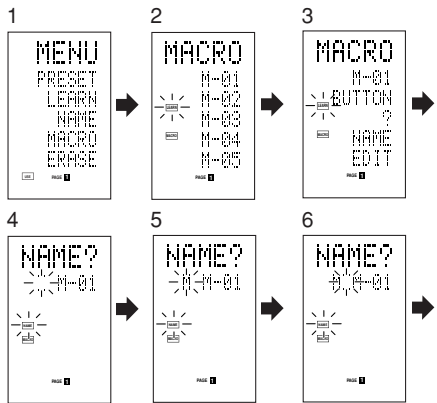 1
MENU
PRESET
LEARN
NAME
MACRO
ERASE
USE
PAGE 1
2
MACRO
M-01
LEARN M-02
M-03
MACRO M-04
M-05
PAGE 1
3
MACRO
M-01
LEARN BUTTON
?
MACRO NAME
EDIT
PAGE 1
4
NAME?
M-01
NAME
MACRO
PAGE 1
5
NAME?
M M-01
NAME
MACRO
PAGE 1
6
NAME?
M M-01
NAME
MACRO
PAGE 1